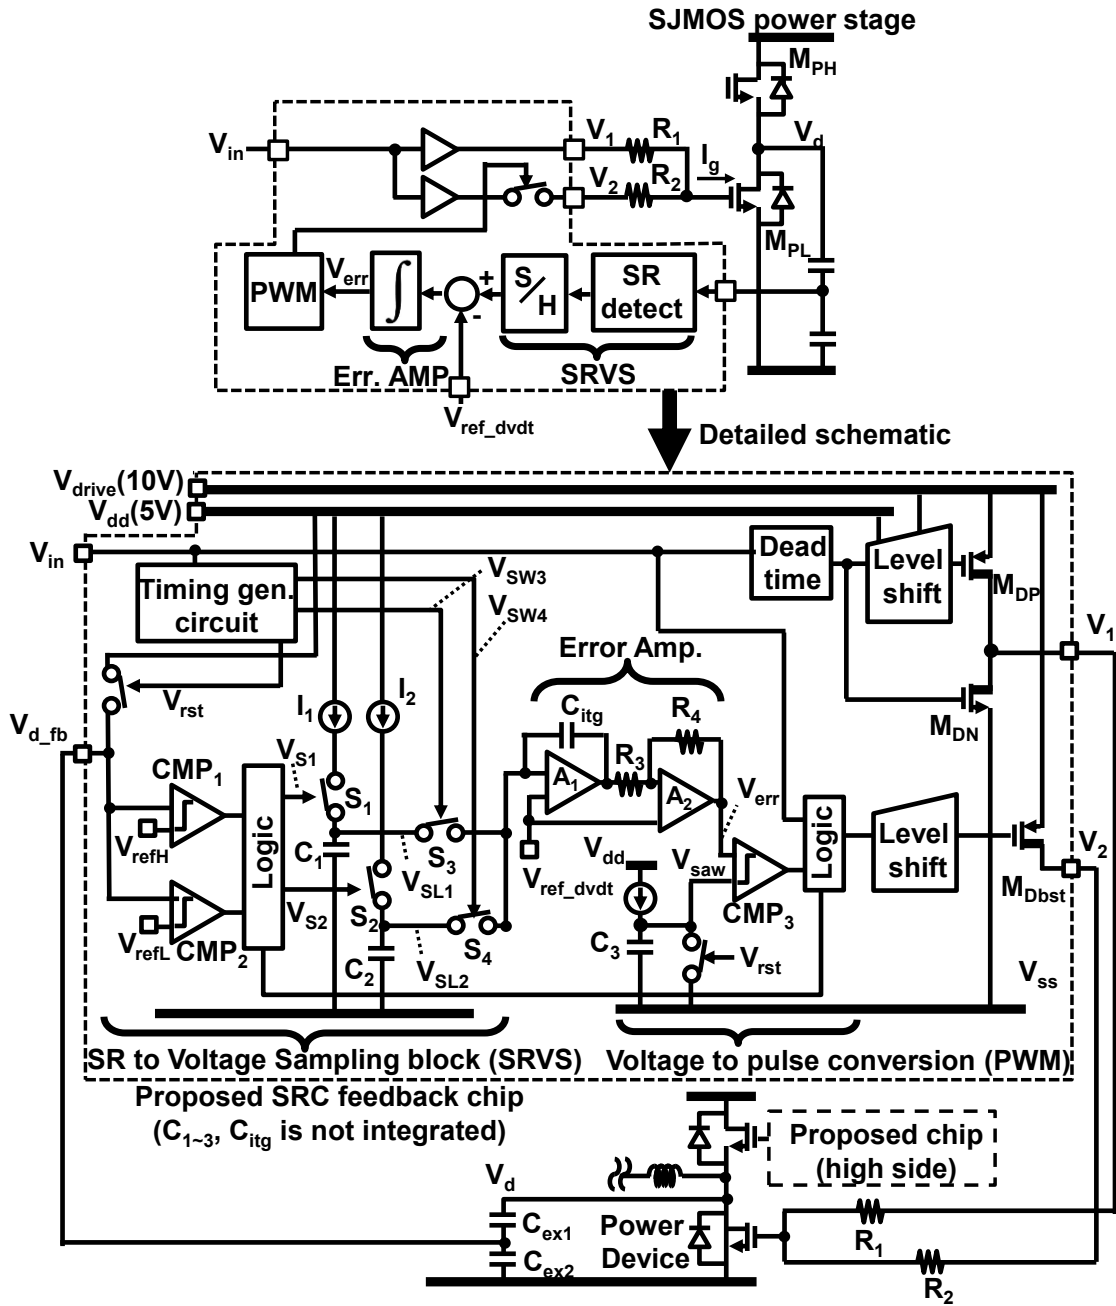 SJMOS power stage
M_PH
V_in
V_1
R_1
V_d
I_g
V_2
R_2
M_PL
PWM
V_err
∫
+
-
S/H
SR detect
Err. AMP
SRVS
V_ref_dvdt
Detailed schematic
V_drive(10V)
V_dd(5V)
V_in
Timing gen. circuit
V_SW3
V_SW4
Dead time
Level shift
M_DP
V_1
Error Amp.
V_rst
I_1
I_2
C_itg
R_4
M_DN
V_d_fb
CMP_1
V_S1
S_1
A_1
R_3
A_2
V_err
V_refH
Logic
C_1
S_3
V_SL1
V_ref_dvdt
V_dd
V_saw
Logic
Level shift
V_2
V_S2
S_2
CMP_3
M_Dbst
V_refL
CMP_2
C_2
V_SL2
S_4
C_3
V_rst
V_ss
SR to Voltage Sampling block (SRVS)
Voltage to pulse conversion (PWM)
Proposed SRC feedback chip
(C_1~3, C_itg is not integrated)
Proposed chip
(high side)
V_d
C_ex1
Power
Device
R_1
C_ex2
R_2